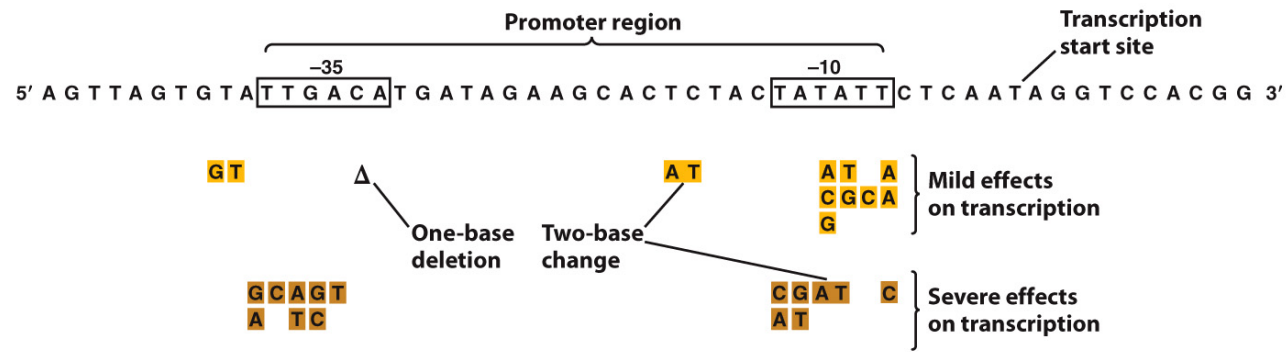 Promoter region
Transcription
start site
–35
–10
5′ A G T T A G T G T A T T G A C A T G A T A G A A G C A C T C T A C T A T A T T C T C A A T A G G T C C A C G G 3′
G T
Δ
A T
A T A
Mild effects
on transcription
C G C A
G
One-base
deletion
Two-base
change
G C A G T
C G A T C
Severe effects
on transcription
A T C
A T